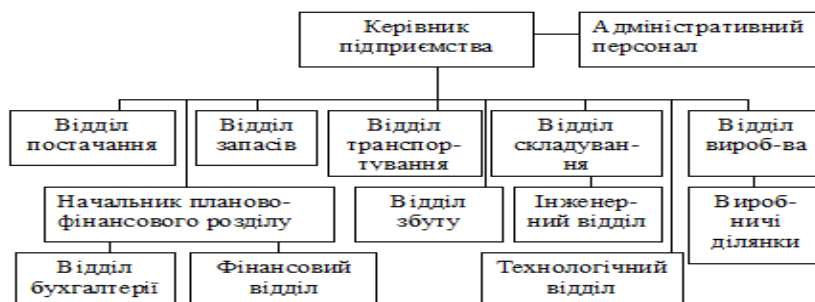 Керівник
підприємства
Адміністративний
персонал
Відділ
постачання
Відділ
запасів
Відділ
транспор-
тування
Відділ
складуван-
ня
Відділ
вироб-ва
Начальник планово-
фінансового розділу
Відділ
збуту
Інженер-
ний відділ
Вироб-
ничі
ділянки
Відділ
бухгалтерії
Фінансовий
відділ
Технологічний
відділ